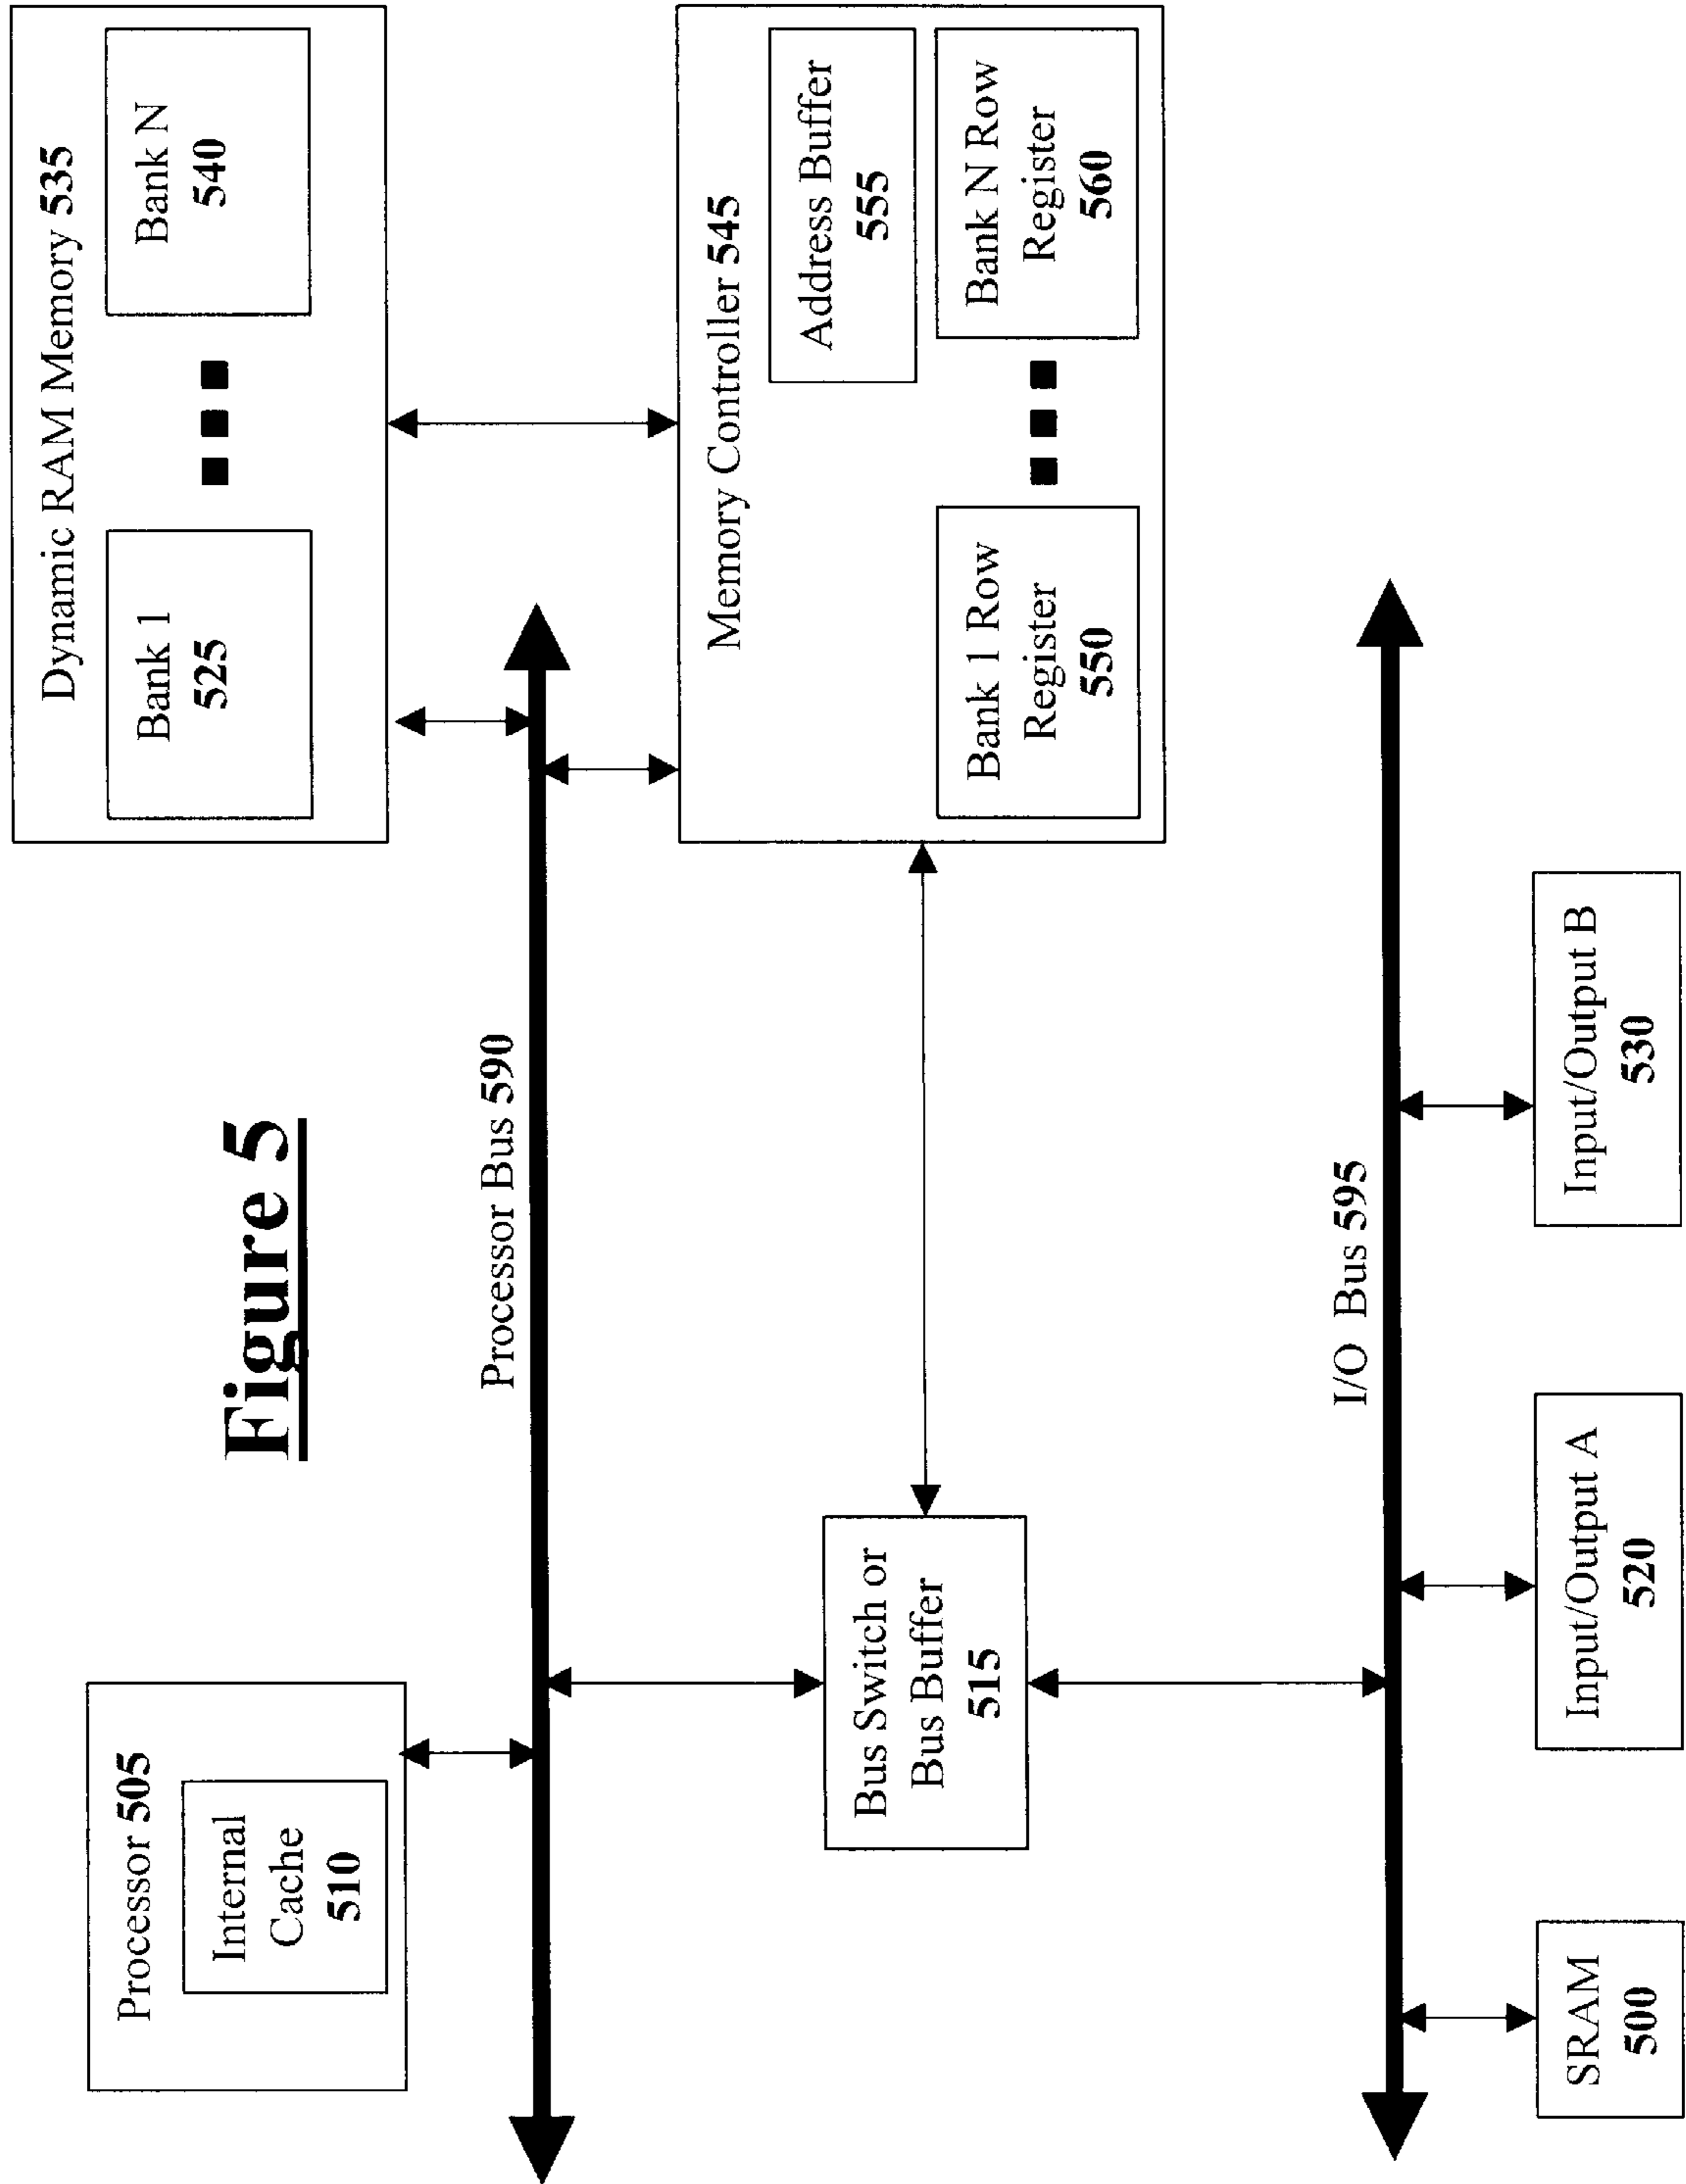 Figure 5
Processor 505
Internal
Cache
510
Dynamic RAM Memory 535
Bank 1
525
Bank N
540
Processor Bus 590
Bus Switch or
Bus Buffer
515
Memory Controller 545
Address Buffer
555
Bank 1 Row
Register
550
Bank N Row
Register
560
I/O Bus 595
SRAM
500
Input/Output A
520
Input/Output B
530